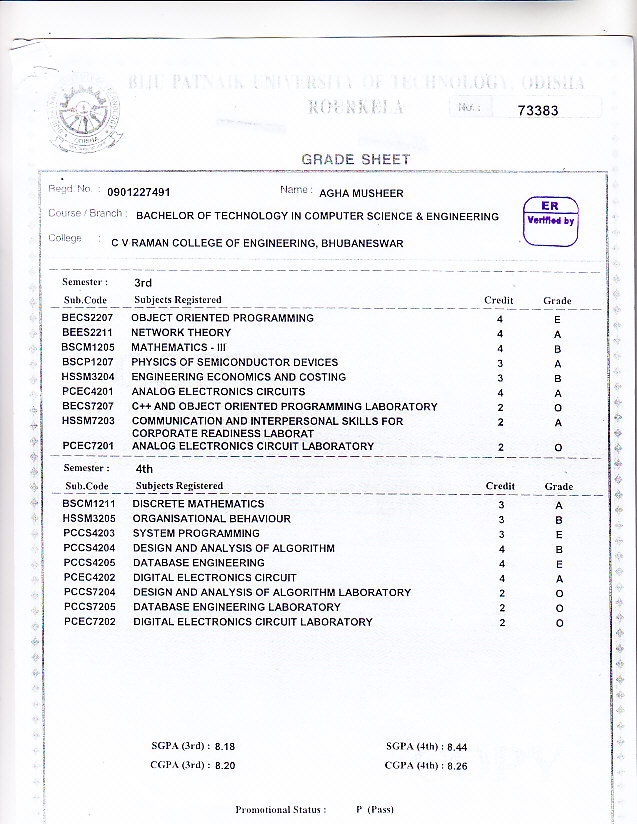 BIJU PATNAIK UNIVERSITY OF TECHNOLOGY, ODISHA
ROURKELA
No.: 73383
GRADE SHEET
Regd. No. : 0901227491 Name : AGHA MUSHEER
Course / Branch : BACHELOR OF TECHNOLOGY IN COMPUTER SCIENCE & ENGINEERING
College : C V RAMAN COLLEGE OF ENGINEERING, BHUBANESWAR
ER
Verified by
Semester : 3rd
Sub.Code Subjects Registered Credit Grade
BECS2207 OBJECT ORIENTED PROGRAMMING 4 E
BEES2211 NETWORK THEORY 4 A
BSCM1205 MATHEMATICS - III 4 B
BSCP1207 PHYSICS OF SEMICONDUCTOR DEVICES 3 A
HSSM3204 ENGINEERING ECONOMICS AND COSTING 3 B
PCEC4201 ANALOG ELECTRONICS CIRCUITS 4 A
BECS7207 C++ AND OBJECT ORIENTED PROGRAMMING LABORATORY 2 O
HSSM7203 COMMUNICATION AND INTERPERSONAL SKILLS FOR 2 A
CORPORATE READINESS LABORAT
PCEC7201 ANALOG ELECTRONICS CIRCUIT LABORATORY 2 O
Semester : 4th
Sub.Code Subjects Registered Credit Grade
BSCM1211 DISCRETE MATHEMATICS 3 A
HSSM3205 ORGANISATIONAL BEHAVIOUR 3 B
PCCS4203 SYSTEM PROGRAMMING 3 E
PCCS4204 DESIGN AND ANALYSIS OF ALGORITHM 4 B
PCCS4205 DATABASE ENGINEERING 4 E
PCEC4202 DIGITAL ELECTRONICS CIRCUIT 4 A
PCCS7204 DESIGN AND ANALYSIS OF ALGORITHM LABORATORY 2 O
PCCS7205 DATABASE ENGINEERING LABORATORY 2 O
PCEC7202 DIGITAL ELECTRONICS CIRCUIT LABORATORY 2 O
SGPA (3rd) : 8.18 SGPA (4th) : 8.44
CGPA (3rd) : 8.20 CGPA (4th) : 8.26
Promotional Status : P (Pass)